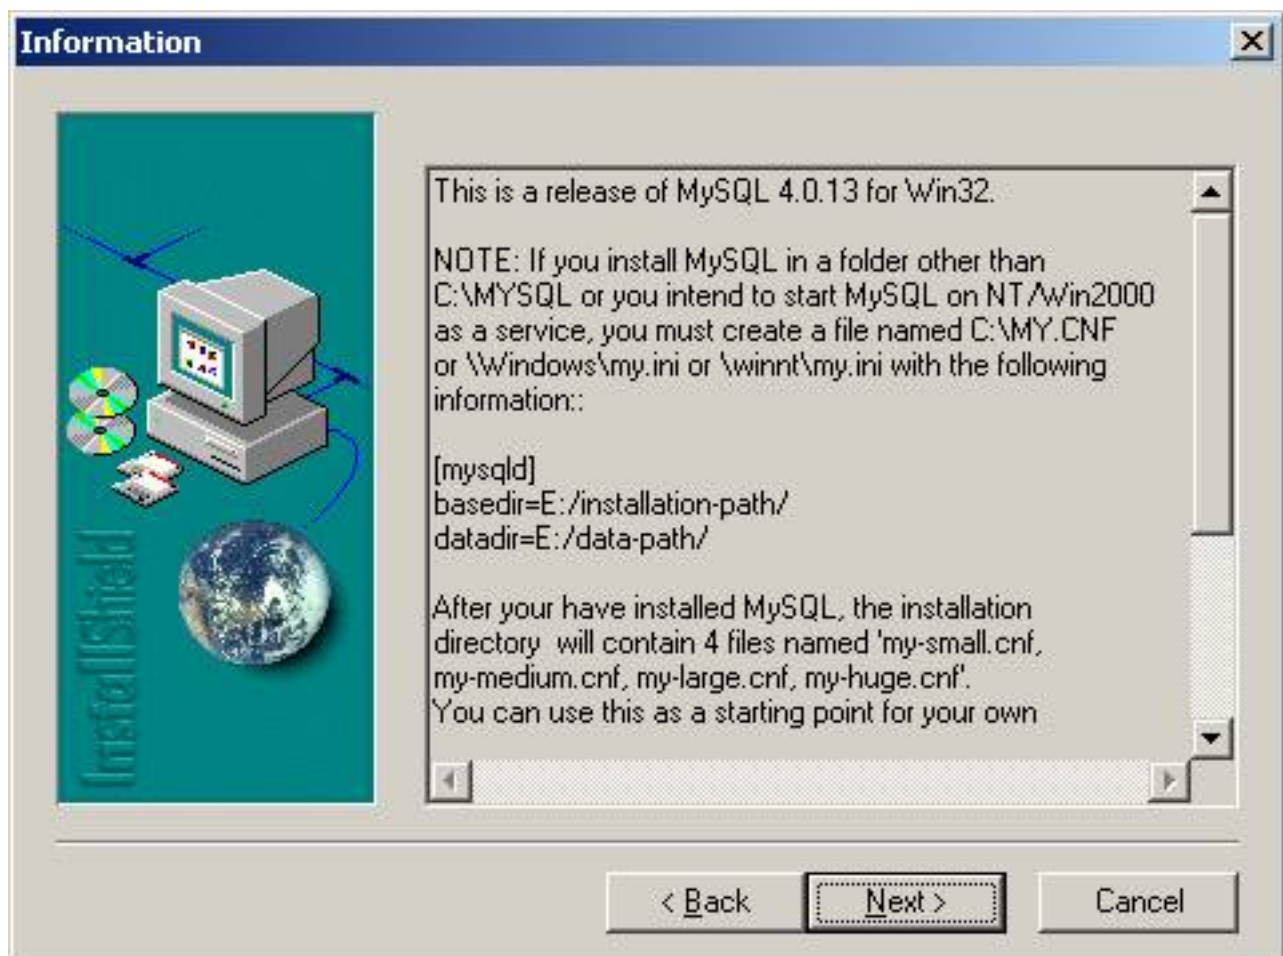 Information
This is a release of MySQL 4.0.13 for Win32.
NOTE: If you install MySQL in a folder other than
C:\MYSQL or you intend to start MySQL on NT/Win2000
as a service, you must create a file named C:\MY.CNF
or \Windows\my.ini or \winnt\my.ini with the following
information::
[mysqld]
basedir=E:/installation-path/
datadir=E:/data-path/
After your have installed MySQL, the installation
directory  will contain 4 files named 'my-small.cnf,
my-medium.cnf, my-large.cnf, my-huge.cnf'.
You can use this as a starting point for your own
InstallShield
< Back
Next >
Cancel